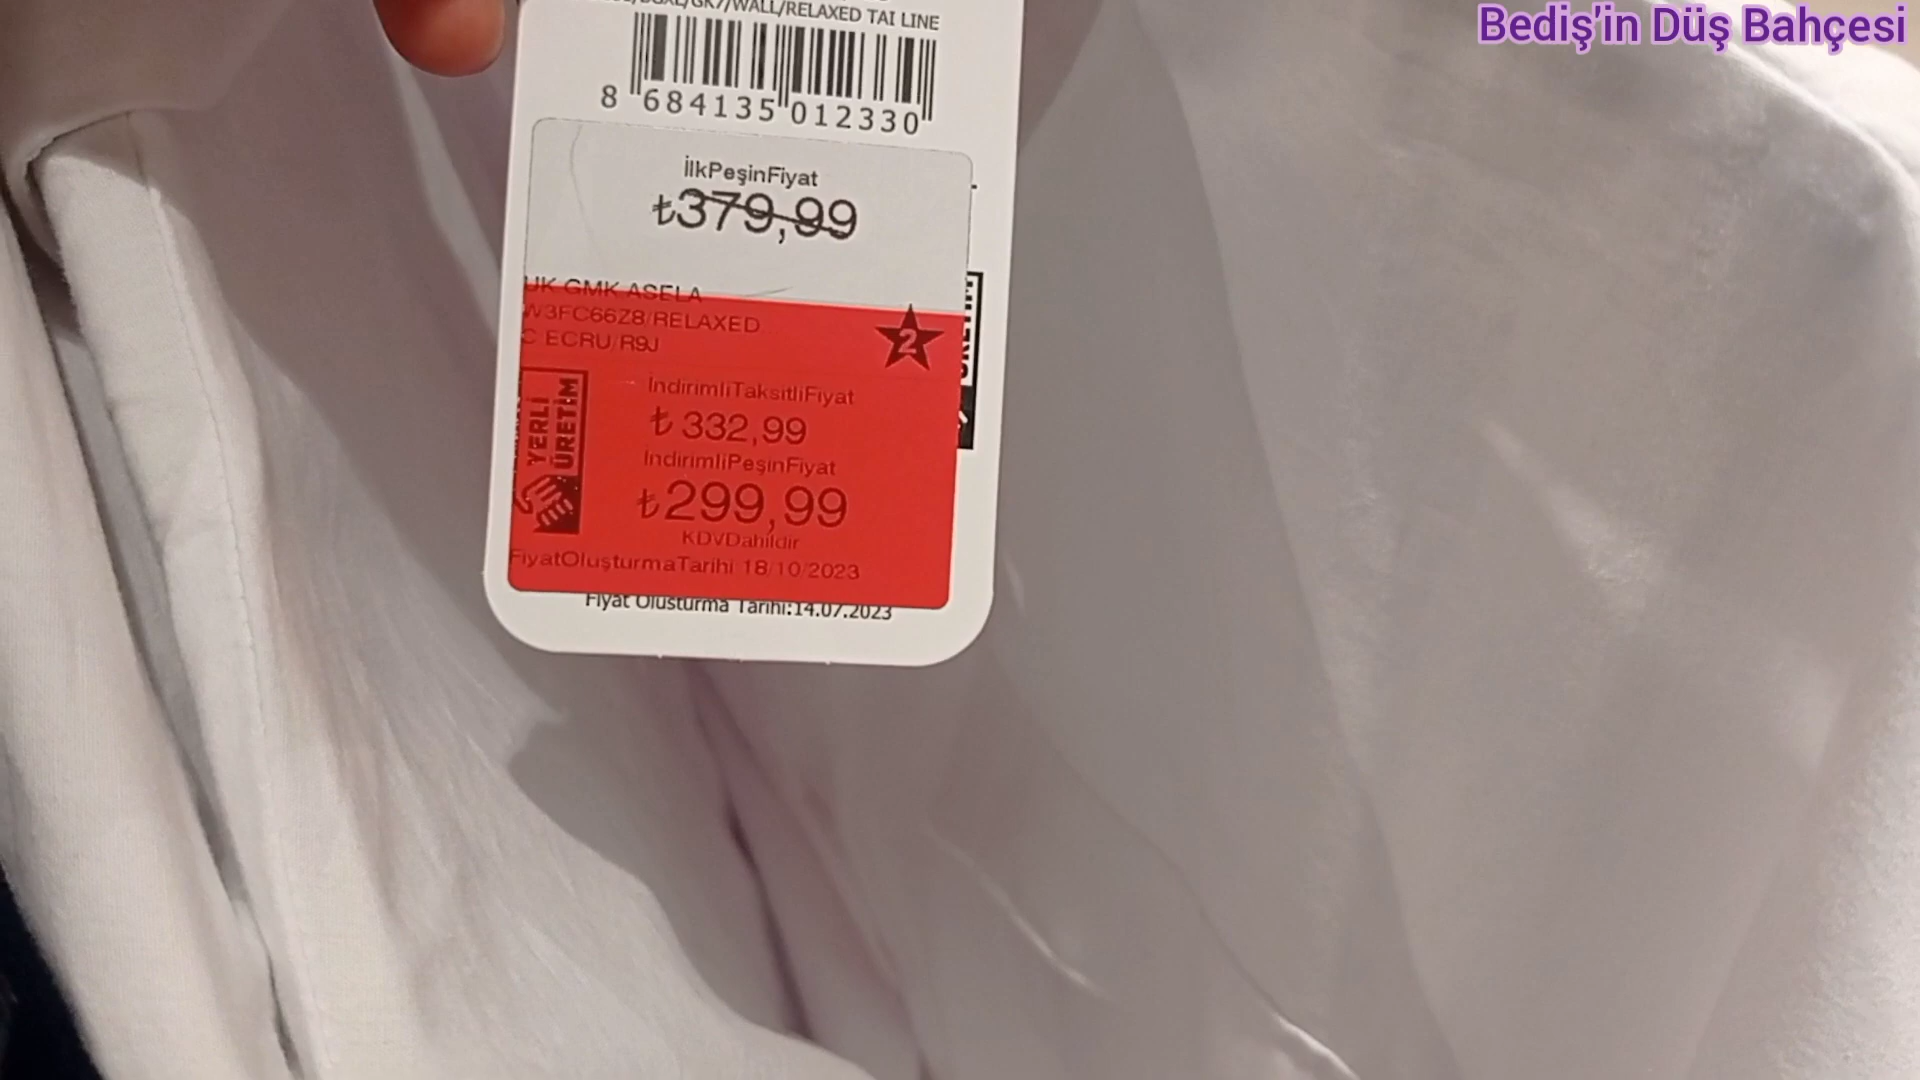 Bediş'in Düş Bahçesi
/GK7/WALL/RELAXED TAI LINE
8 684135 012330
İlkPeşinFiyat
₺379,99
UK GMK ASELA
W3FC66Z8/RELAXED
C ECRU/R9J
2
İndirimliTaksitliFiyat
₺ 332,99
İndirimliPeşinFiyat
₺299,99
KDVDahildir
FiyatOluşturmaTarihi 18/10/2023
YERLİ
ÜRETİM
Fiyat Oluşturma Tarihi:14.07.2023